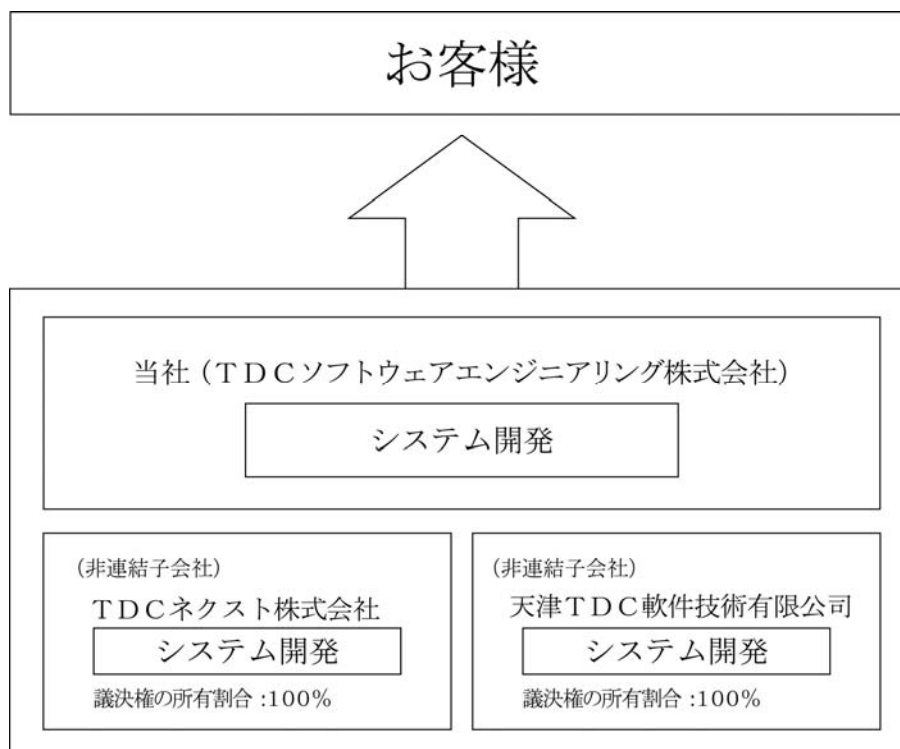 お客様
当社（ＴＤＣソフトウェアエンジニアリング株式会社）
システム開発
（非連結子会社）
ＴＤＣネクスト株式会社
システム開発
議決権の所有割合:100%
（非連結子会社）
天津ＴＤＣ軟件技術有限公司
システム開発
議決権の所有割合:100%